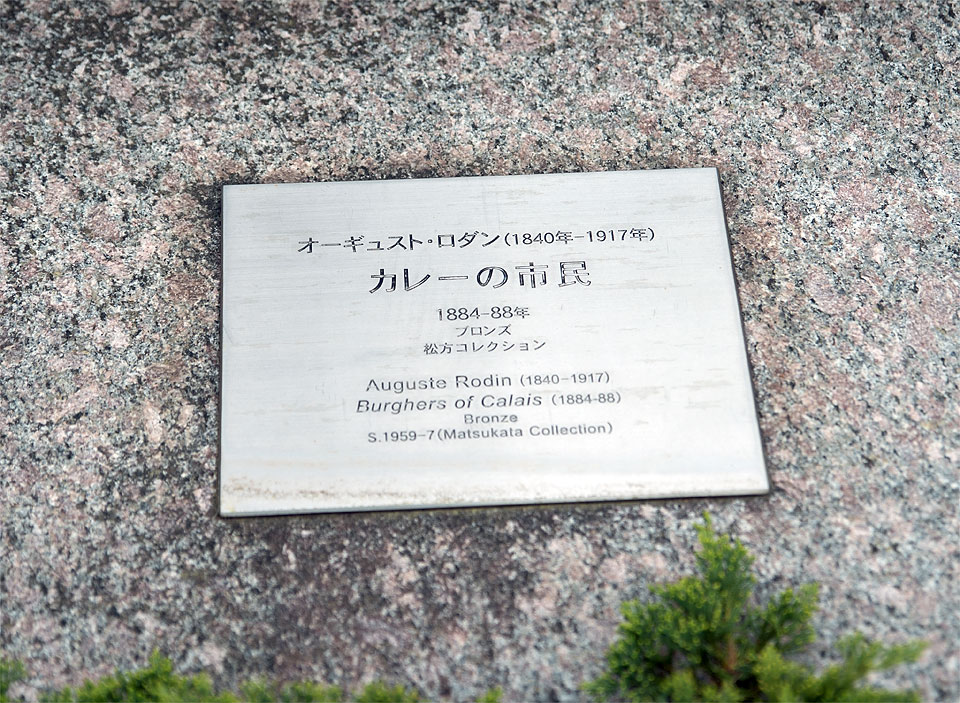 オーギュスト・ロダン(1840年-1917年)
カレーの市民
1884-88年
ブロンズ
松方コレクション
Auguste Rodin (1840-1917)
Burghers of Calais (1884-88)
Bronze
S.1959-7(Matsukata Collection)